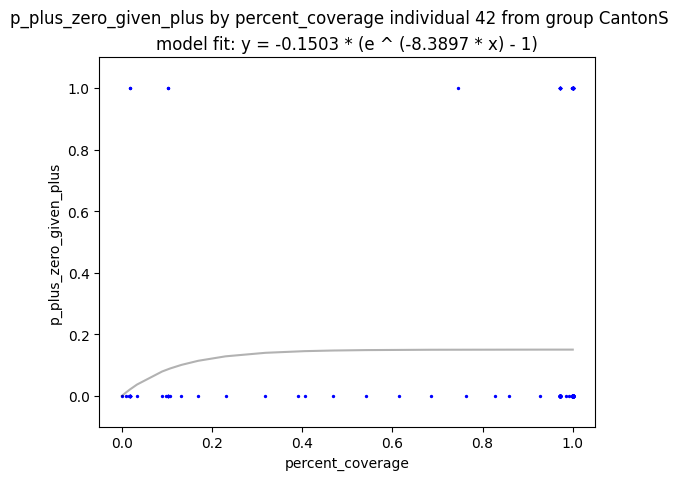 p_plus_zero_given_plus by percent_coverage individual 42 from group CantonS
model fit: y = -0.1503 * (e ^ (-8.3897 * x) - 1)
1.0
0.8
0.6
0.4
0.2
0.0
p_plus_zero_given_plus
0.0 0.2 0.4 0.6 0.8 1.0
percent_coverage